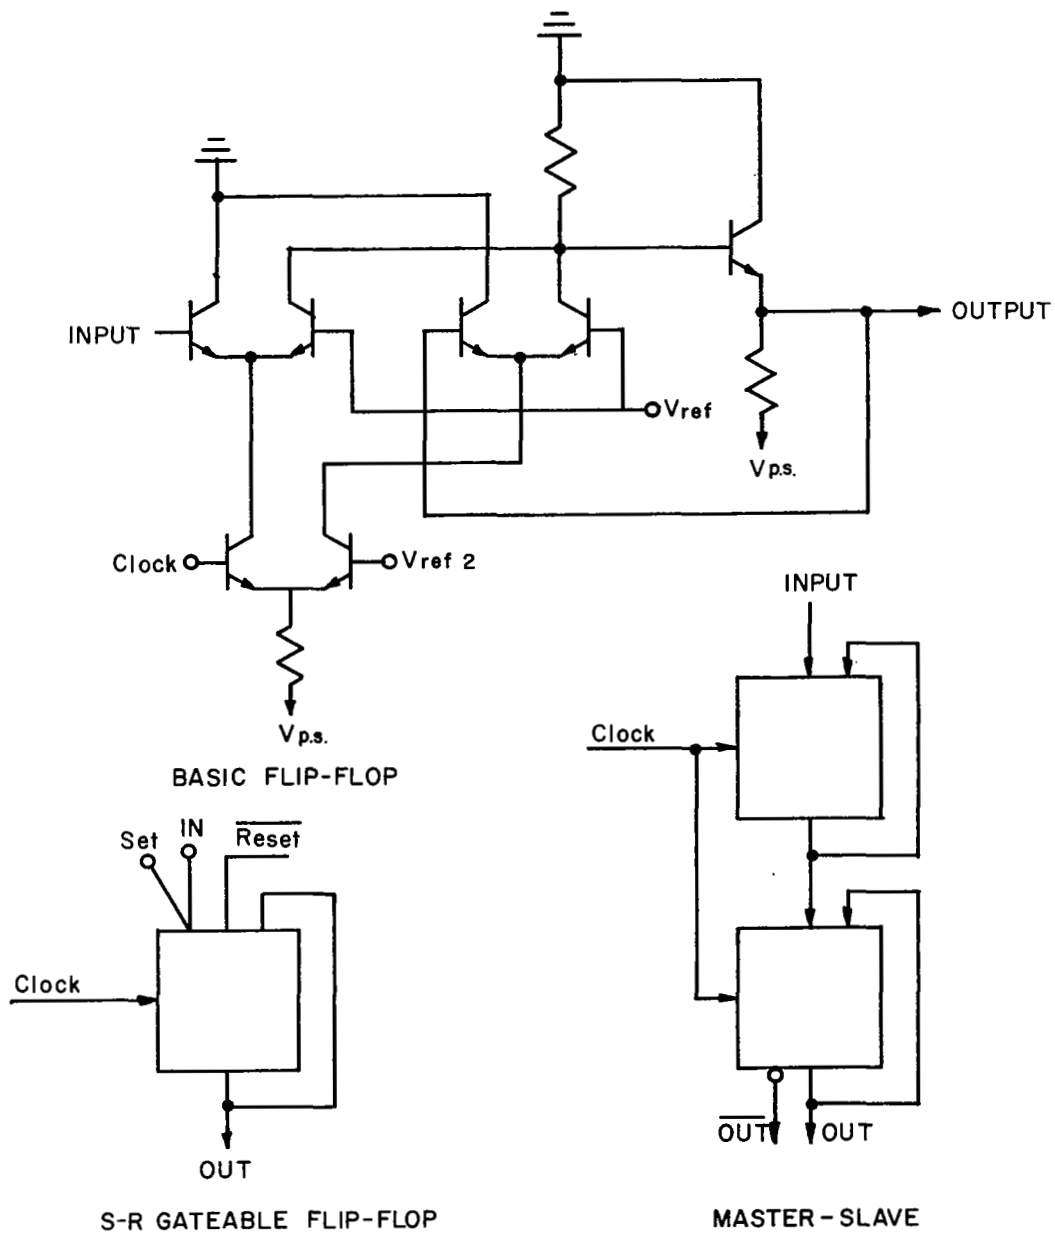 INPUT
OUTPUT
Vref
Vp.s.
Clock
Vref 2
Vp.s.
BASIC FLIP-FLOP
INPUT
Clock
OUT
OUT
MASTER-SLAVE
Set
IN
Reset
Clock
OUT
S-R GATEABLE FLIP-FLOP